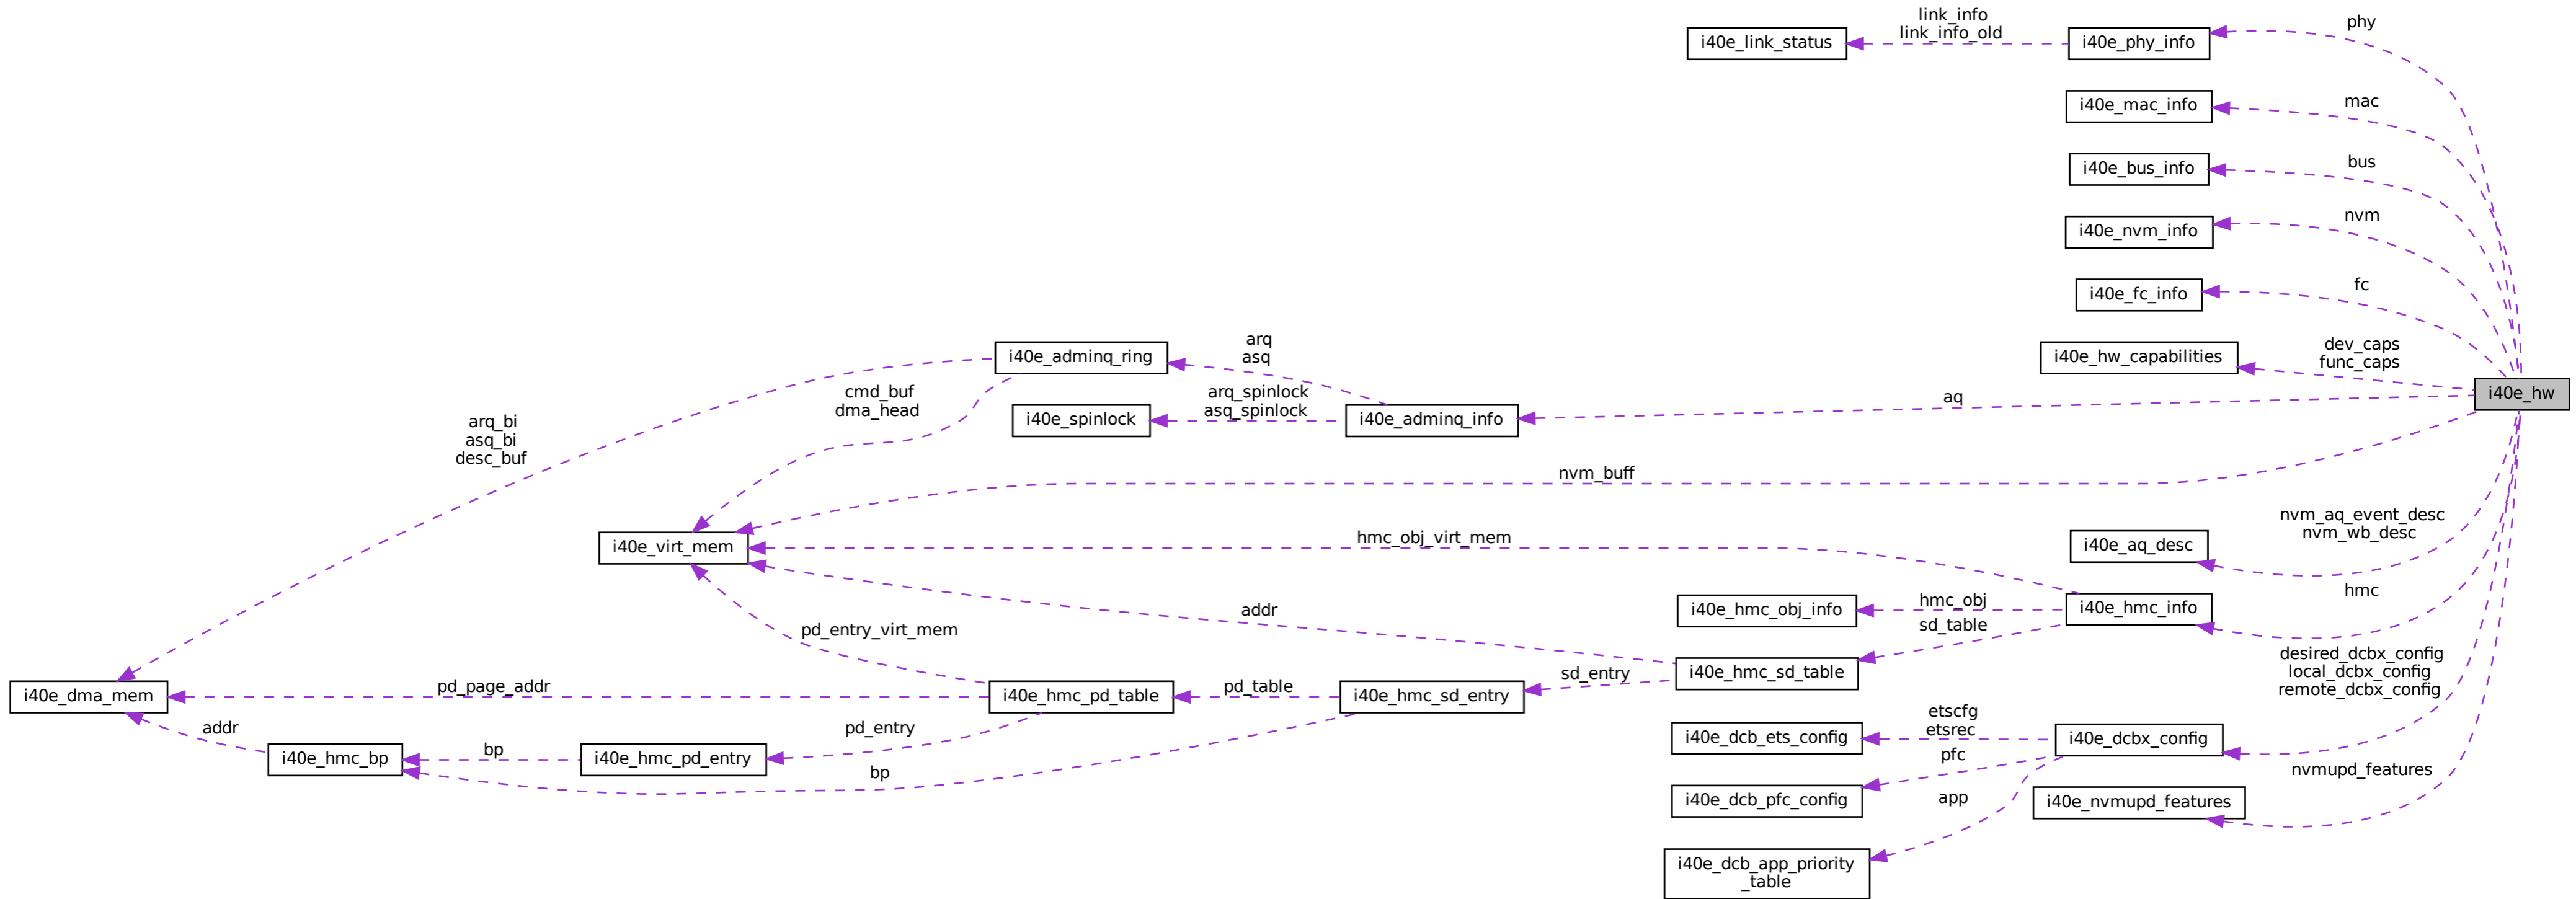 link_info
link_info_old
phy
i40e_link_status
i40e_phy_info
mac
i40e_mac_info
bus
i40e_bus_info
nvm
i40e_nvm_info
fc
i40e_fc_info
arq
asq
dev_caps
func_caps
i40e_adminq_ring
i40e_hw_capabilities
cmd_buf
dma_head
arq_spinlock
asq_spinlock
aq
i40e_hw
arq_bi
asq_bi
desc_buf
i40e_spinlock
i40e_adminq_info
nvm_buff
nvm_aq_event_desc
nvm_wb_desc
i40e_virt_mem
hmc_obj_virt_mem
i40e_aq_desc
hmc
i40e_hmc_obj_info
hmc_obj
i40e_hmc_info
addr
sd_table
pd_entry_virt_mem
desired_dcbx_config
local_dcbx_config
remote_dcbx_config
i40e_hmc_sd_table
sd_entry
i40e_dma_mem
pd_page_addr
i40e_hmc_pd_table
pd_table
i40e_hmc_sd_entry
etscfg
etsrec
addr
pd_entry
i40e_dcb_ets_config
i40e_dcbx_config
i40e_hmc_bp
bp
i40e_hmc_pd_entry
pfc
bp
nvmupd_features
i40e_dcb_pfc_config
app
i40e_nvmupd_features
i40e_dcb_app_priority
_table